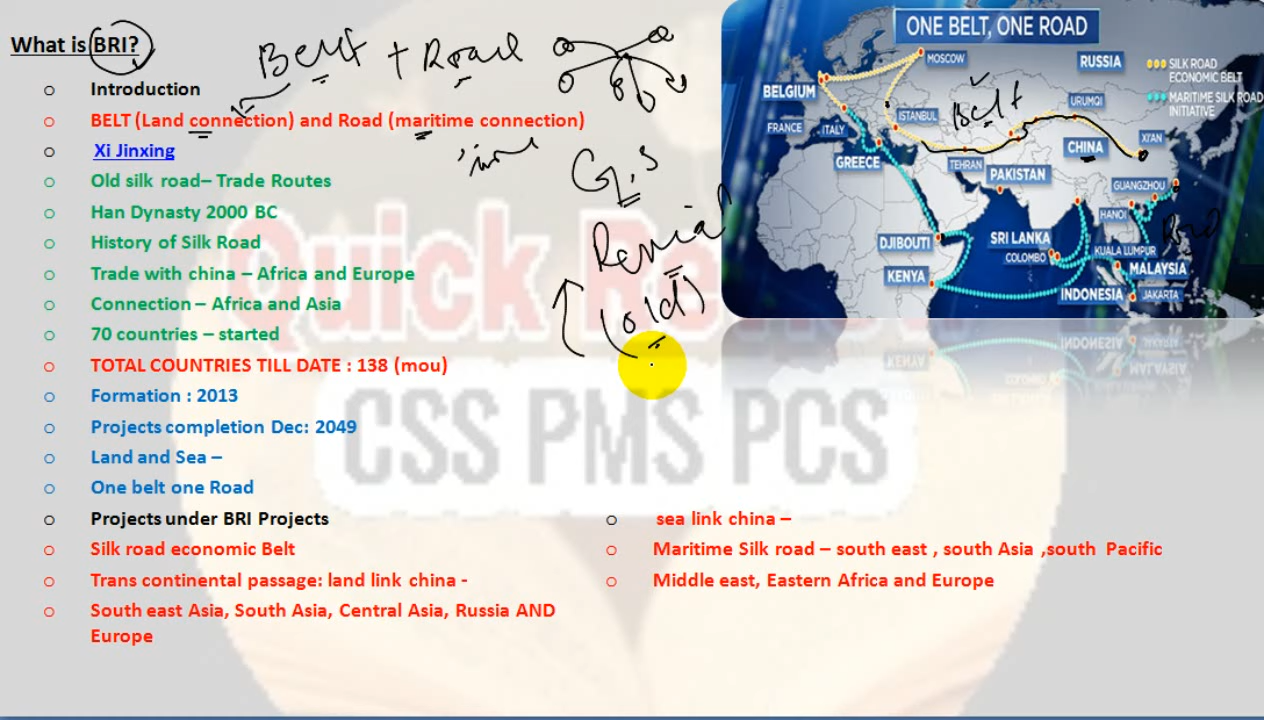 What is BRI?
Belt + Road
Introduction
BELT (Land connection) and Road (maritime connection)
Xi Jinxing
Old silk road– Trade Routes
Han Dynasty 2000 BC
History of Silk Road
Trade with china – Africa and Europe
Connection – Africa and Asia
70 countries – started
TOTAL COUNTRIES TILL DATE : 138 (mou)
Formation : 2013
Projects completion Dec: 2049
Land and Sea –
One belt one Road
Projects under BRI Projects
Silk road economic Belt
Trans continental passage: land link china -
South east Asia, South Asia, Central Asia, Russia AND
Europe
sea link china –
Maritime Silk road – south east , south Asia ,south Pacific
Middle east, Eastern Africa and Europe
(old)
ONE BELT, ONE ROAD
MOSCOW
RUSSIA
SILK ROAD
ECONOMIC BELT
MARITIME SILK ROAD
INITIATIVE
BELGIUM
Belt
URUMQI
ISTANBUL
FRANCE
ITALY
XI'AN
CHINA
GREECE
TEHRAN
PAKISTAN
GUANGZHOU
HANOI
Road
DJIBOUTI
SRI LANKA
COLOMBO
KUALA LUMPUR
MALAYSIA
KENYA
INDONESIA
JAKARTA
Quick Re
CSS PMS PCS